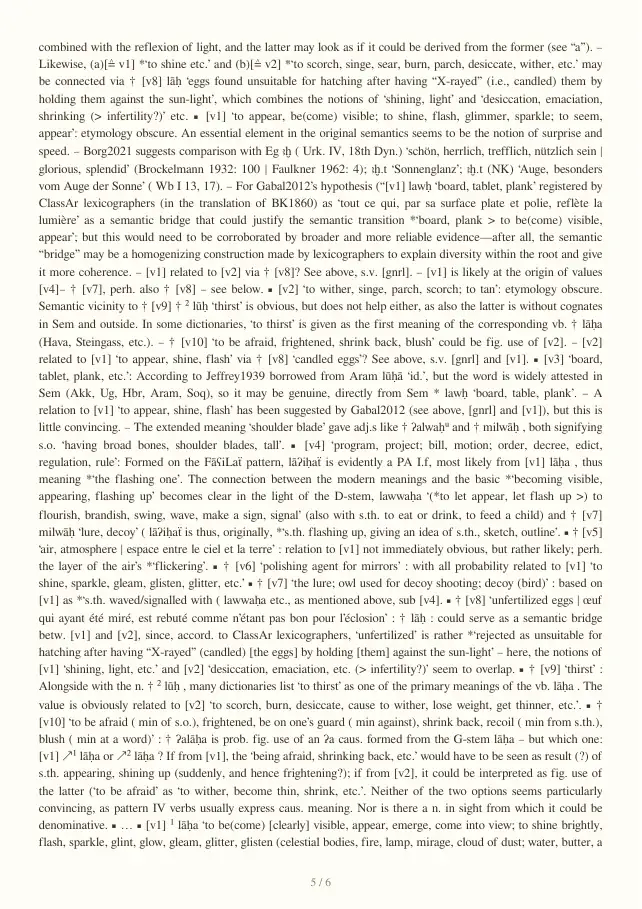 combined with the reflexion of light, and the latter may look as if it could be derived from the former (see “a”). –
Likewise, (a)[≙ v1] *‘to shine etc.’ and (b)[≙ v2] *‘to scorch, singe, sear, burn, parch, desiccate, wither, etc.’ may
be connected via † [v8] lāḥ ‘eggs found unsuitable for hatching after having “X-rayed” (i.e., candled) them by
holding them against the sun-light’, which combines the notions of ‘shining, light’ and ‘desiccation, emaciation,
shrinking (> infertility?)’ etc. ▪ [v1] ‘to appear, be(come) visible; to shine, flash, glimmer, sparkle; to seem,
appear’: etymology obscure. An essential element in the original semantics seems to be the notion of surprise and
speed. – Borg2021 suggests comparison with Eg ıȝḫ ( Urk. IV, 18th Dyn.) ‘schön, herrlich, trefflich, nützlich sein |
glorious, splendid’ (Brockelmann 1932: 100 | Faulkner 1962: 4); ıȝḫ.t ‘Sonnenglanz’; ıȝḫ.t (NK) ‘Auge, besonders
vom Auge der Sonne’ ( Wb I 13, 17). – For Gabal2012’s hypothesis (“[v1] lawḥ ‘board, tablet, plank’ registered by
ClassAr lexicographers (in the translation of BK1860) as ‘tout ce qui, par sa surface plate et polie, reflète la
lumière’ as a semantic bridge that could justify the semantic transition *‘board, plank > to be(come) visible,
appear’; but this would need to be corroborated by broader and more reliable evidence—after all, the semantic
“bridge” may be a homogenizing construction made by lexicographers to explain diversity within the root and give
it more coherence. – [v1] related to [v2] via † [v8]? See above, s.v. [gnrl]. – [v1] is likely at the origin of values
[v4]– † [v7], perh. also † [v8] – see below. ▪ [v2] ‘to wither, singe, parch, scorch; to tan’: etymology obscure.
Semantic vicinity to † [v9] † ² lūḥ ‘thirst’ is obvious, but does not help either, as also the latter is without cognates
in Sem and outside. In some dictionaries, ‘to thirst’ is given as the first meaning of the corresponding vb. † lāḥa
(Hava, Steingass, etc.). – † [v10] ‘to be afraid, frightened, shrink back, blush’ could be fig. use of [v2]. – [v2]
related to [v1] ‘to appear, shine, flash’ via † [v8] ‘candled eggs’? See above, s.v. [gnrl] and [v1]. ▪ [v3] ‘board,
tablet, plank, etc.’: According to Jeffrey1939 borrowed from Aram lūḥā ‘id.’, but the word is widely attested in
Sem (Akk, Ug, Hbr, Aram, Soq), so it may be genuine, directly from Sem * lawḥ ‘board, table, plank’. – A
relation to [v1] ‘to appear, shine, flash’ has been suggested by Gabal2012 (see above, [gnrl] and [v1]), but this is
little convincing. – The extended meaning ‘shoulder blade’ gave adj.s like † ʔalwaḥᵘ and † milwāḥ , both signifying
s.o. ‘having broad bones, shoulder blades, tall’. ▪ [v4] ‘program, project; bill, motion; order, decree, edict,
regulation, rule’: Formed on the FāʕiLaẗ pattern, lāʔiḥaẗ is evidently a PA I.f, most likely from [v1] lāḥa , thus
meaning *‘the flashing one’. The connection between the modern meanings and the basic *‘becoming visible,
appearing, flashing up’ becomes clear in the light of the D-stem, lawwaḥa ‘(*to let appear, let flash up >) to
flourish, brandish, swing, wave, make a sign, signal’ (also with s.th. to eat or drink, to feed a child) and † [v7]
milwāḥ ‘lure, decoy’ ( lāʔiḥaẗ is thus, originally, *‘s.th. flashing up, giving an idea of s.th., sketch, outline’. ▪ † [v5]
‘air, atmosphere | espace entre le ciel et la terre’ : relation to [v1] not immediately obvious, but rather likely; perh.
the layer of the air’s *‘flickering’. ▪ † [v6] ‘polishing agent for mirrors’ : with all probability related to [v1] ‘to
shine, sparkle, gleam, glisten, glitter, etc.’ ▪ † [v7] ‘the lure; owl used for decoy shooting; decoy (bird)’ : based on
[v1] as *‘s.th. waved/signalled with ( lawwaḥa etc., as mentioned above, sub [v4]. ▪ † [v8] ‘unfertilized eggs | œuf
qui ayant été miré, est rebuté comme n’étant pas bon pour l’éclosion’ : † lāḥ : could serve as a semantic bridge
betw. [v1] and [v2], since, accord. to ClassAr lexicographers, ‘unfertilized’ is rather *‘rejected as unsuitable for
hatching after having “X-rayed” (candled) [the eggs] by holding [them] against the sun-light’ – here, the notions of
[v1] ‘shining, light, etc.’ and [v2] ‘desiccation, emaciation, etc. (> infertility?)’ seem to overlap. ▪ † [v9] ‘thirst’ :
Alongside with the n. † ² lūḥ , many dictionaries list ‘to thirst’ as one of the primary meanings of the vb. lāḥa . The
value is obviously related to [v2] ‘to scorch, burn, desiccate, cause to wither, lose weight, get thinner, etc.’. ▪ †
[v10] ‘to be afraid ( min of s.o.), frightened, be on one’s guard ( min against), shrink back, recoil ( min from s.th.),
blush ( min at a word)’ : † ʔalāḥa is prob. fig. use of an ʔa caus. formed from the G-stem lāḥa – but which one:
[v1] ↗¹ lāḥa or ↗² lāḥa ? If from [v1], the ‘being afraid, shrinking back, etc.’ would have to be seen as result (?) of
s.th. appearing, shining up (suddenly, and hence frightening?); if from [v2], it could be interpreted as fig. use of
the latter (‘to be afraid’ as ‘to wither, become thin, shrink, etc.’. Neither of the two options seems particularly
convincing, as pattern IV verbs usually express caus. meaning. Nor is there a n. in sight from which it could be
denominative. ▪ … ▪ [v1] ¹ lāḥa ‘to be(come) [clearly] visible, appear, emerge, come into view; to shine brightly,
flash, sparkle, glint, glow, gleam, glitter, glisten (celestial bodies, fire, lamp, mirage, cloud of dust; water, butter, a
5 / 6